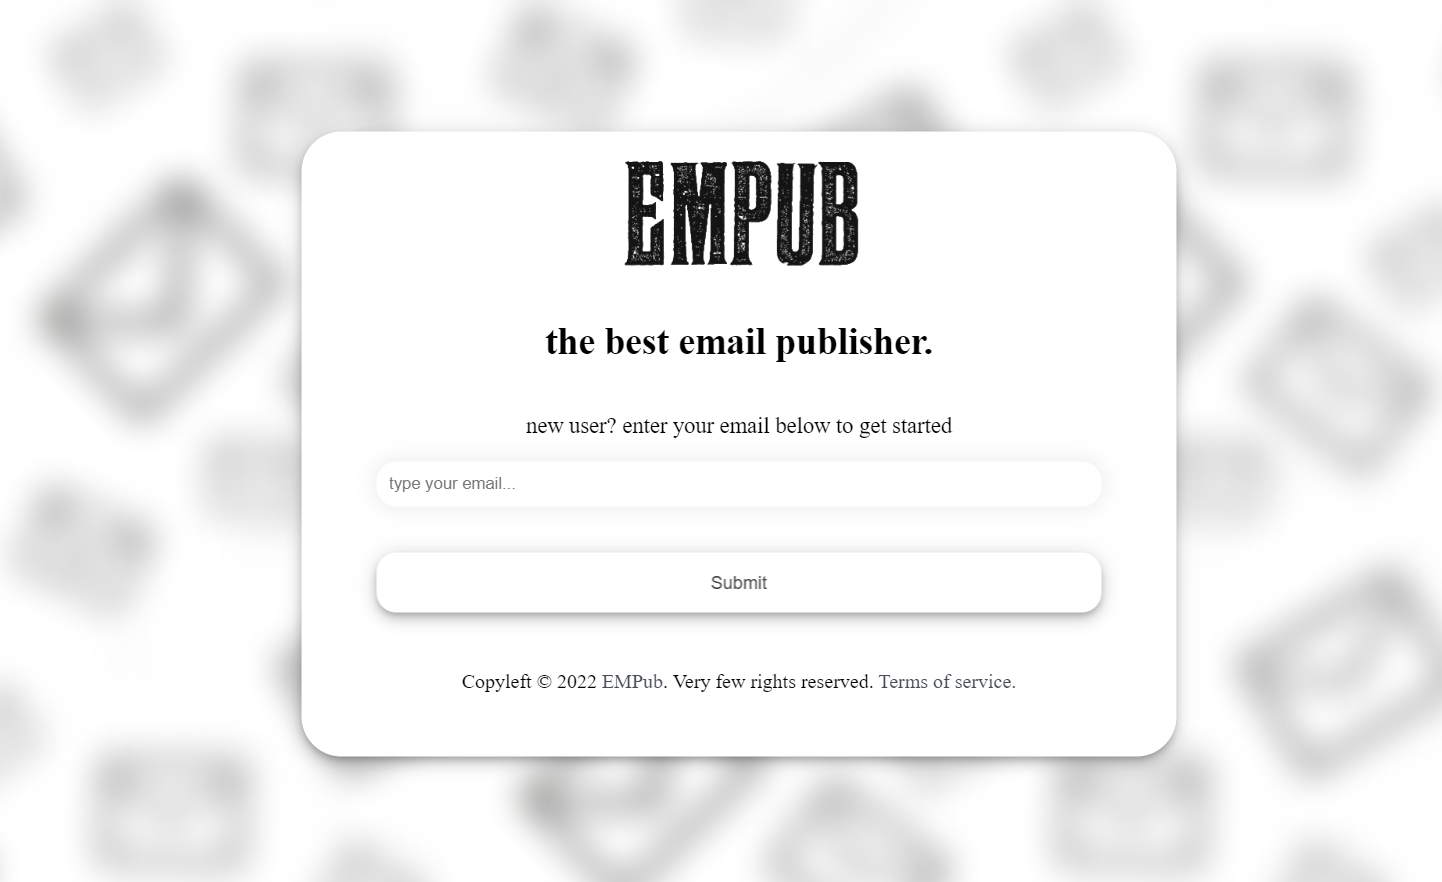 EMPUB
the best email publisher.
new user? enter your email below to get started
type your email...
Submit
Copyleft © 2022 EMPub. Very few rights reserved. Terms of service.